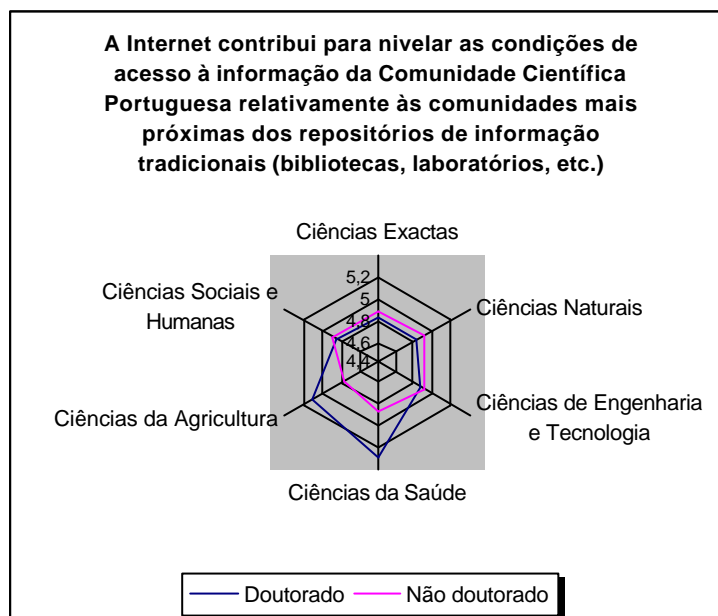 A Internet contribui para nivelar as condições de
acesso à informação da Comunidade Científica
Portuguesa relativamente às comunidades mais
próximas dos repositórios de informação
tradicionais (bibliotecas, laboratórios, etc.)
Ciências Exactas
5,2
5
4,8
4,6
4,4
Ciências Sociais e
Humanas
Ciências Naturais
Ciências da Agricultura
Ciências de Engenharia
e Tecnologia
Ciências da Saúde
Doutorado
Não doutorado